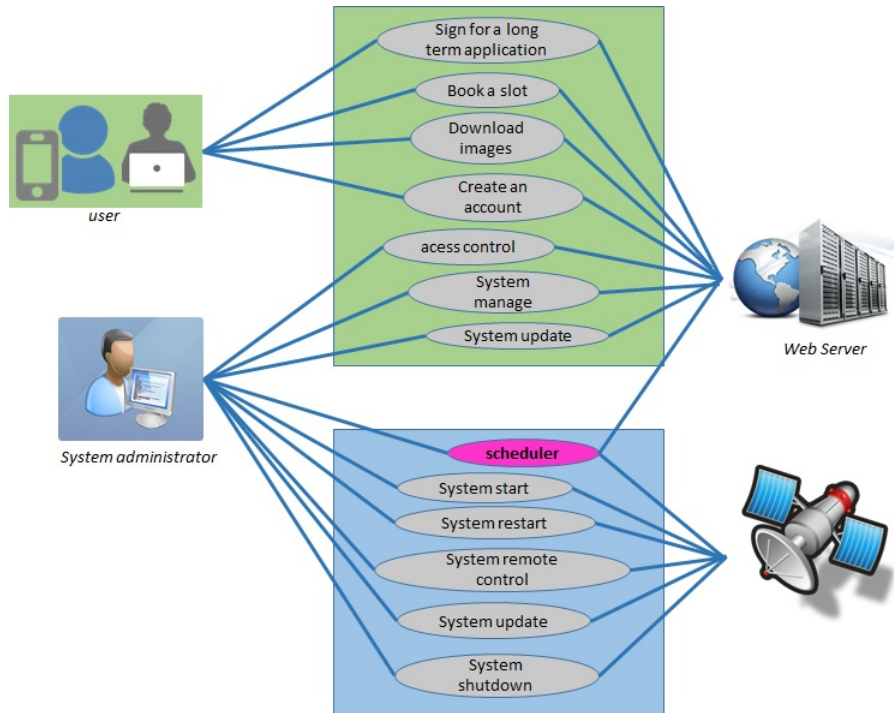 Sign for a long
term application
Book a slot
Download
images
Create an
account
user
acess control
System
manage
System update
Web Server
System administrator
scheduler
System start
System restart
System remote
control
System update
System
shutdown